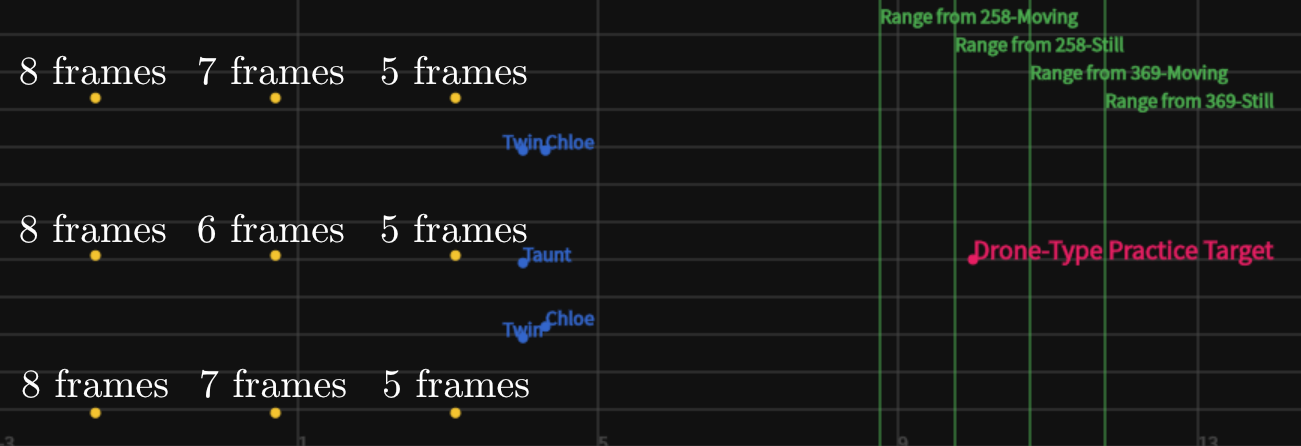 Range from 258-Moving
Range from 258-Still
8 frames 7 frames 5 frames
Range from 369-Moving
Range from 369-Still
Twin Chloe
8 frames 6 frames 5 frames
Taunt
Drone-Type Practice Target
Chloe
Twin
8 frames 7 frames 5 frames
-3 1 5 9 13